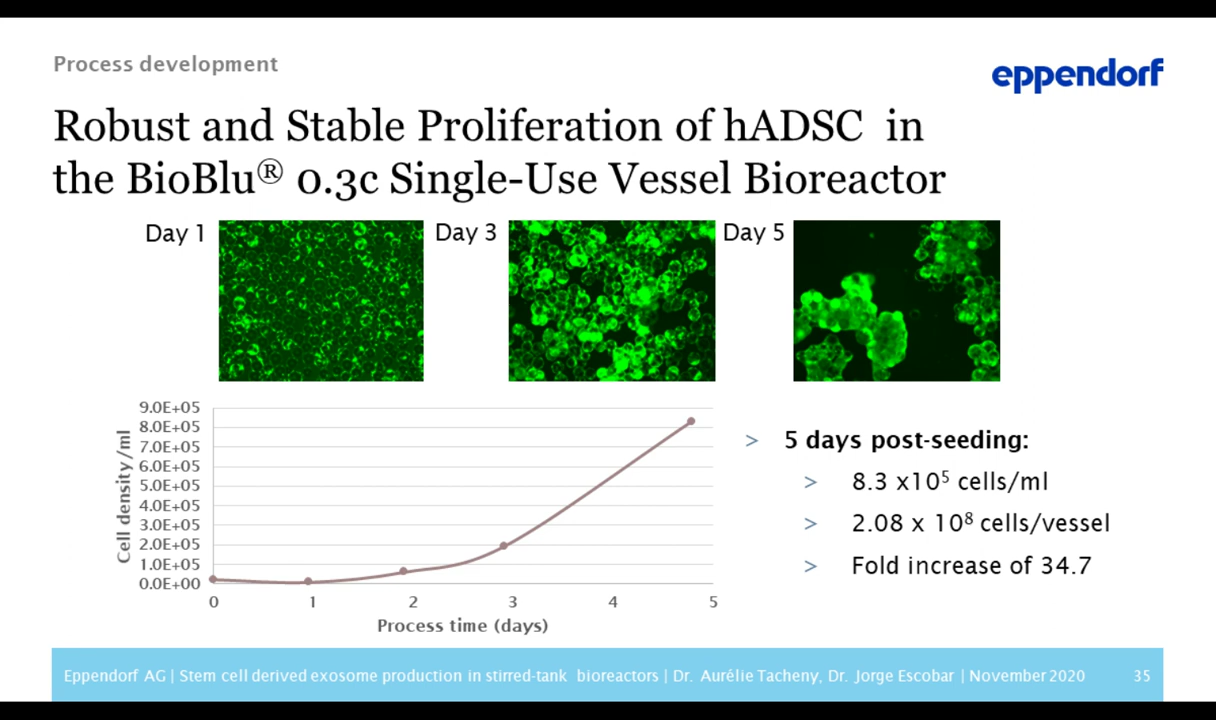 Process development
eppendorf
Robust and Stable Proliferation of hADSC in
the BioBlu® 0.3c Single-Use Vessel Bioreactor
Day 1
Day 3
Day 5
9.0E+05
8.0E+05
7.0E+05
6.0E+05
5.0E+05
4.0E+05
3.0E+05
2.0E+05
1.0E+05
0.0E+00
Cell density /ml
0 1 2 3 4 5
Process time (days)
> 5 days post-seeding:
> 8.3 x10⁵ cells/ml
> 2.08 x 10⁸ cells/vessel
> Fold increase of 34.7
Eppendorf AG | Stem cell derived exosome production in stirred-tank bioreactors | Dr. Aurélie Tacheny, Dr. Jorge Escobar | November 2020 35